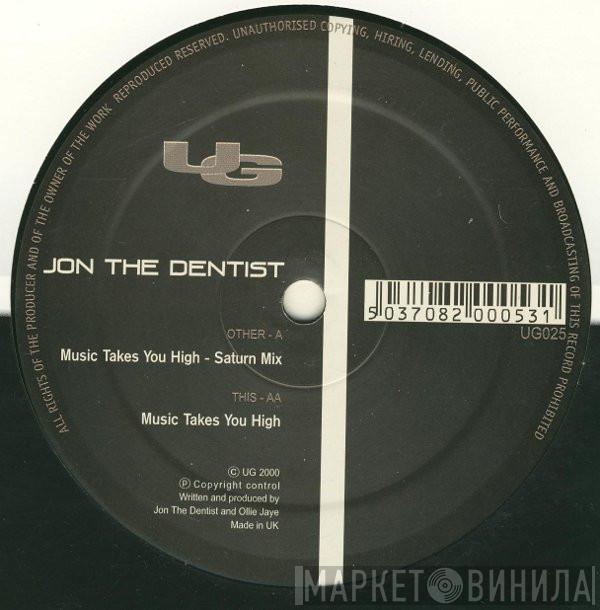 ALL RIGHTS OF THE PRODUCER AND OF THE OWNER OF THE WORK REPRODUCED RESERVED. UNAUTHORISED COPYING, HIRING, LENDING, PUBLIC PERFORMANCE AND BROADCASTING OF THIS RECORD PROHIBITED
UG
JON THE DENTIST
5 037082 000531
UG025
OTHER - A
Music Takes You High - Saturn Mix
THIS - AA
Music Takes You High
© UG 2000
℗ Copyright control
Written and produced by
Jon The Dentist and Ollie Jaye
Made in UK
МАРКЕТ ВИНИЛА